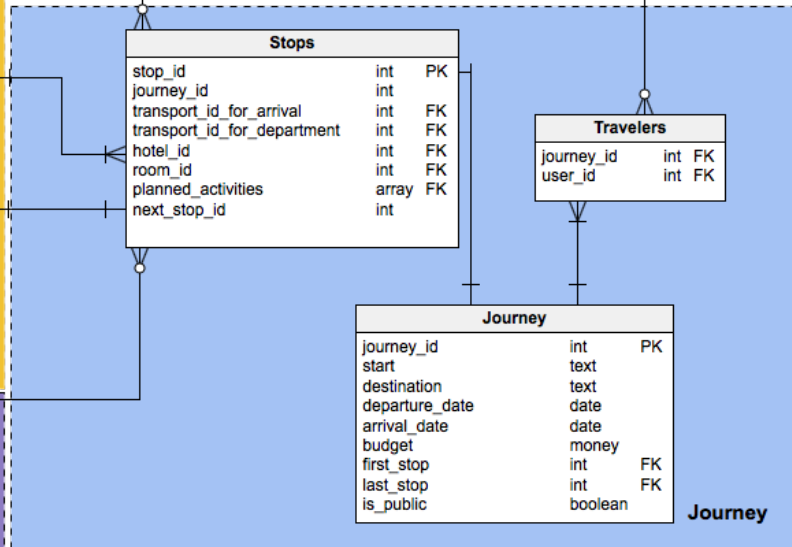 Stops
stop_id int PK
journey_id int
transport_id_for_arrival int FK
transport_id_for_department int FK
hotel_id int FK
room_id int FK
planned_activities array FK
next_stop_id int
Travelers
journey_id int FK
user_id int FK
Journey
journey_id int PK
start text
destination text
departure_date date
arrival_date date
budget money
first_stop int FK
last_stop int FK
is_public boolean
Journey